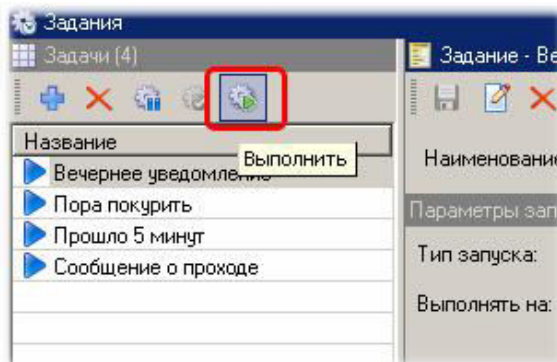 Задания
Задачи (4)
Задание - Ве
Название
Выполнить
Вечернее уведомление
Пора покурить
Прошло 5 минут
Сообщение о проходе
Наименование
Параметры зап
Тип запуска:
Выполнять на: